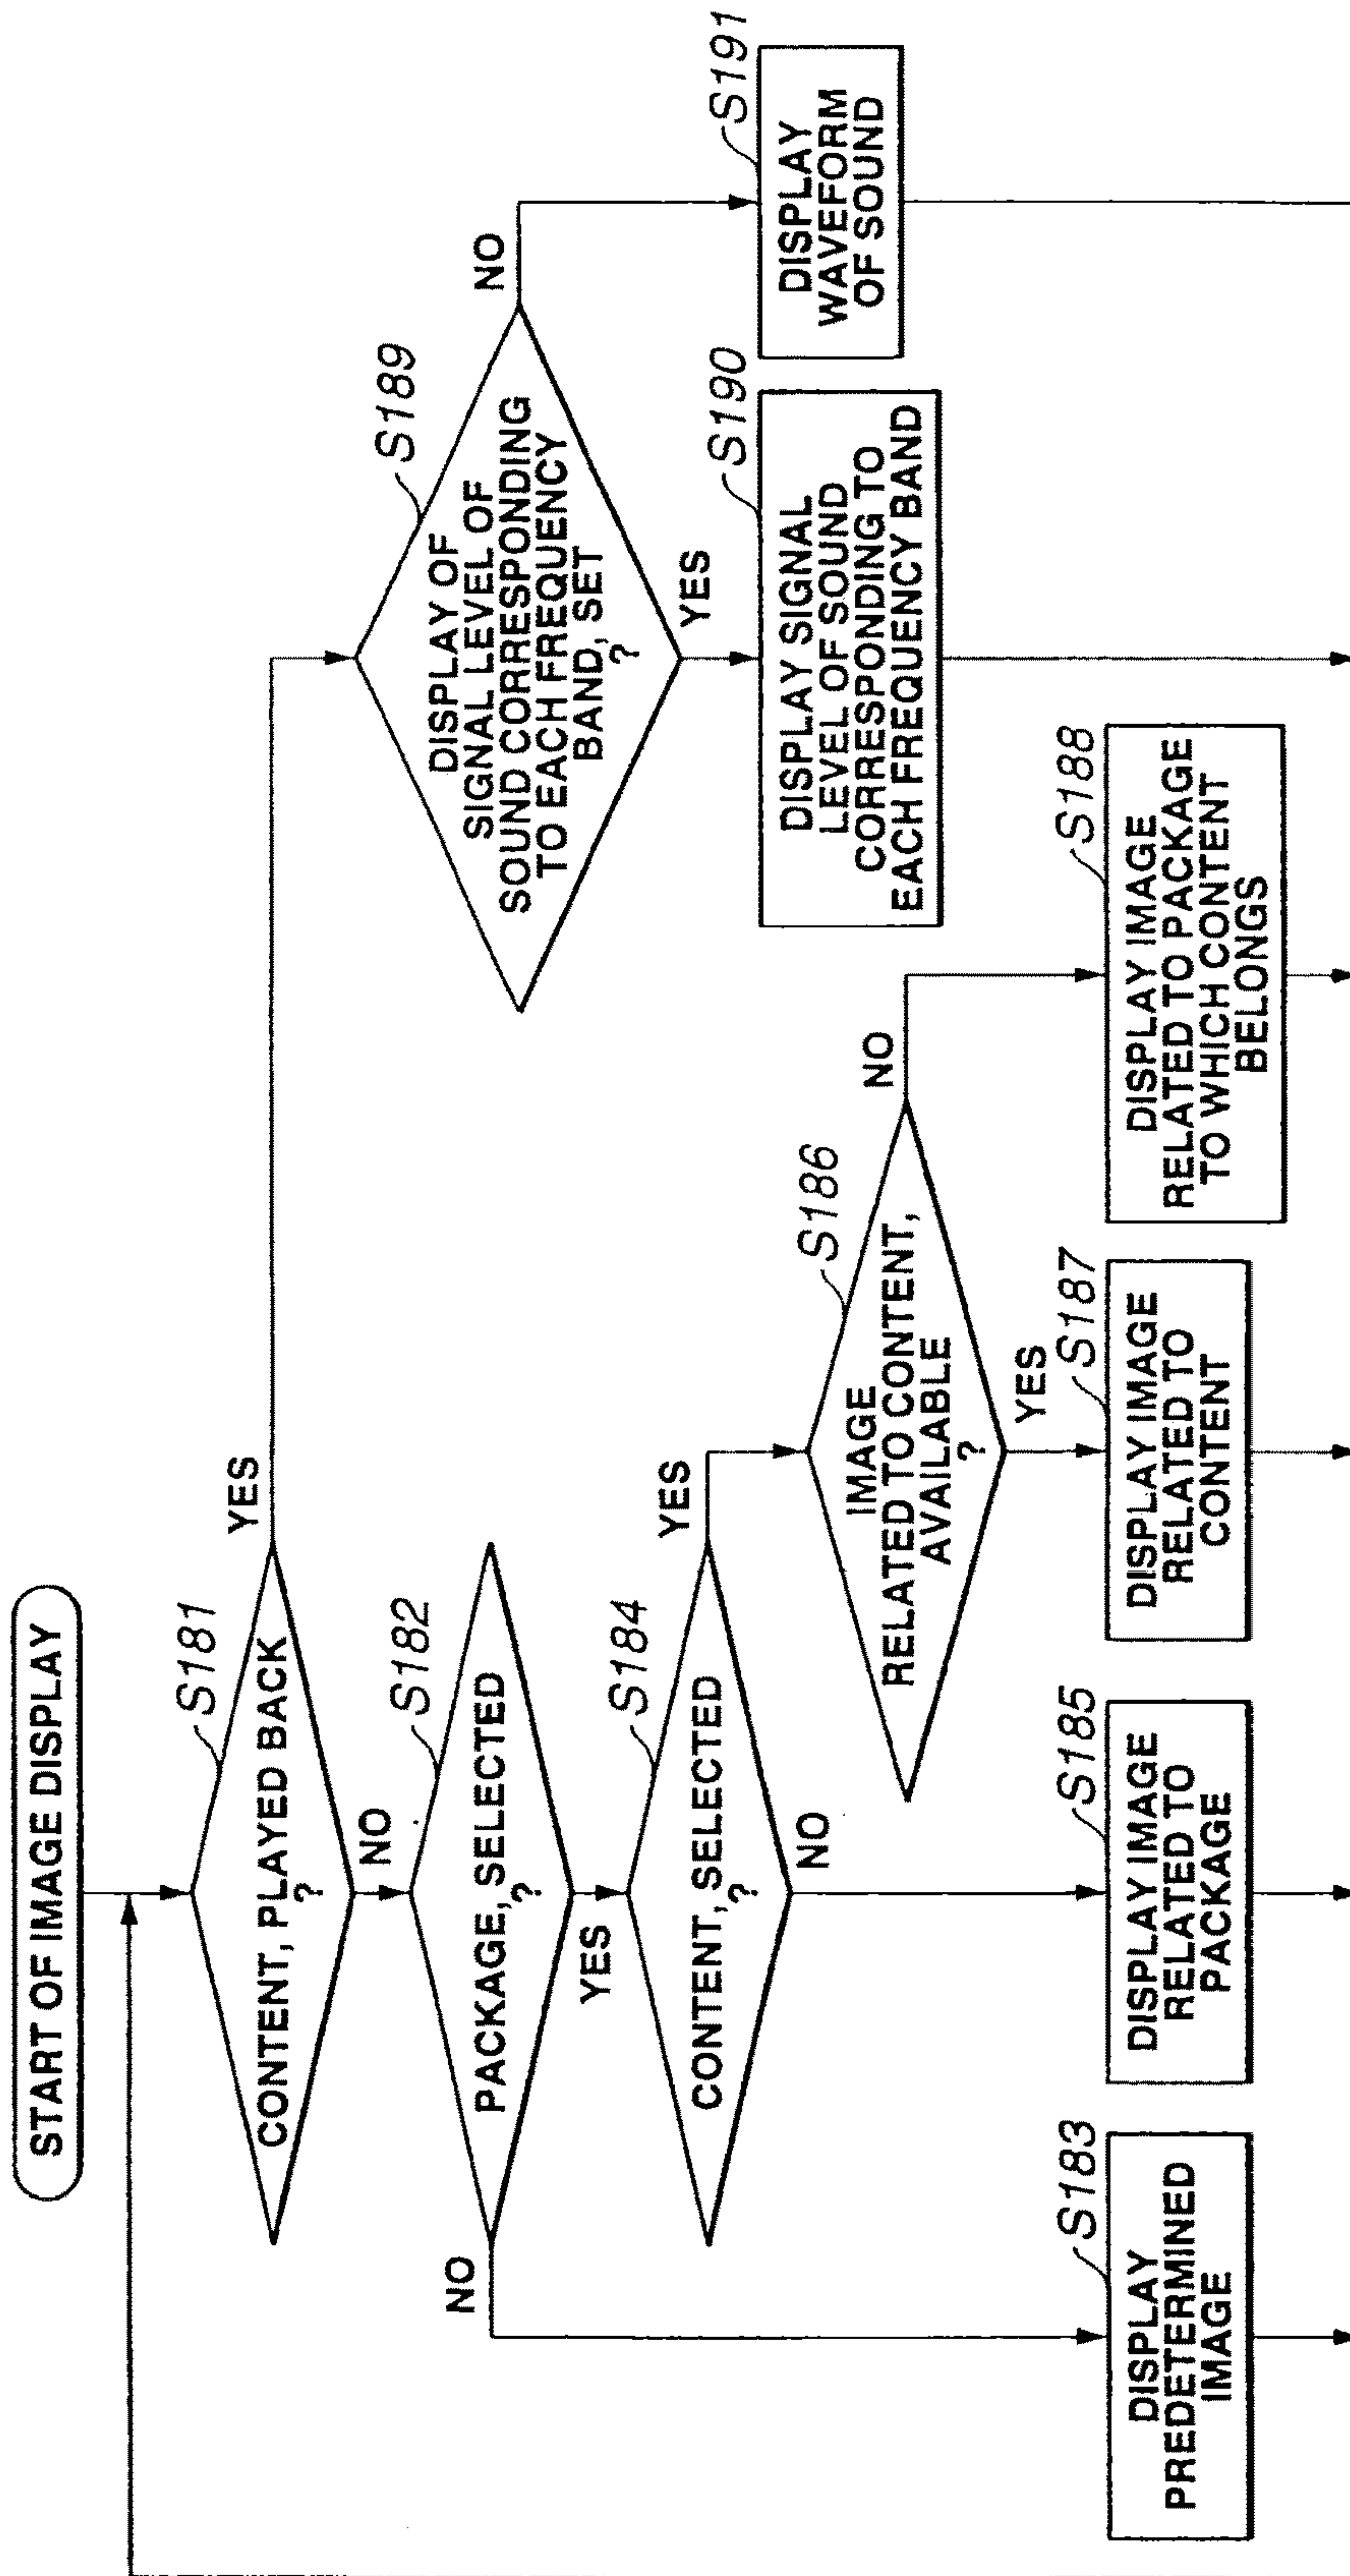 START OF IMAGE DISPLAY
S181
CONTENT, PLAYED BACK
?
YES
NO
S182
PACKAGE, SELECTED
?
NO
YES
S184
CONTENT, SELECTED
?
YES
NO
S186
IMAGE
RELATED TO CONTENT,
AVAILABLE
?
NO
YES
S189
DISPLAY OF
SIGNAL LEVEL OF
SOUND CORRESPONDING
TO EACH FREQUENCY
BAND, SET
?
NO
YES
S190
DISPLAY SIGNAL
LEVEL OF SOUND
CORRESPONDING TO
EACH FREQUENCY BAND
S191
DISPLAY
WAVEFORM
OF SOUND
S183
DISPLAY
PREDETERMINED
IMAGE
S185
DISPLAY IMAGE
RELATED TO
PACKAGE
S187
DISPLAY IMAGE
RELATED TO
CONTENT
S188
DISPLAY IMAGE
RELATED TO PACKAGE
TO WHICH CONTENT
BELONGS